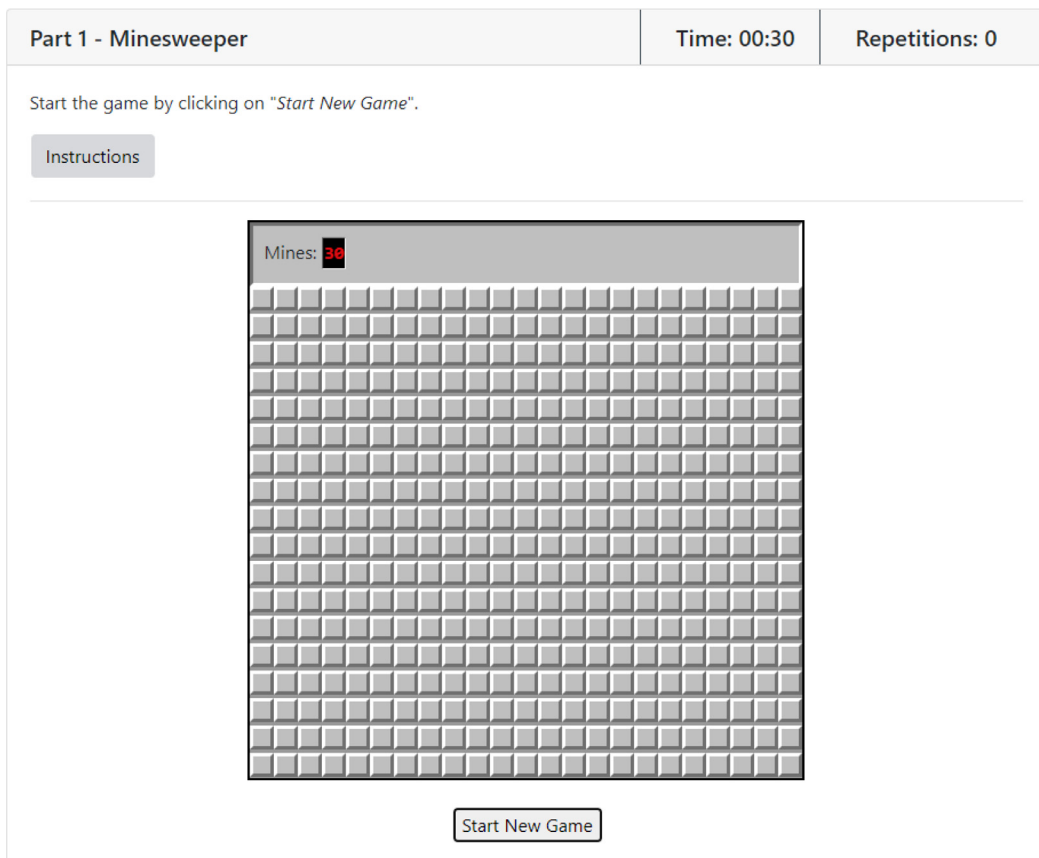 Part 1 - Minesweeper Time: 00:30 Repetitions: 0
Start the game by clicking on "Start New Game".
Instructions
Mines: 30
Start New Game